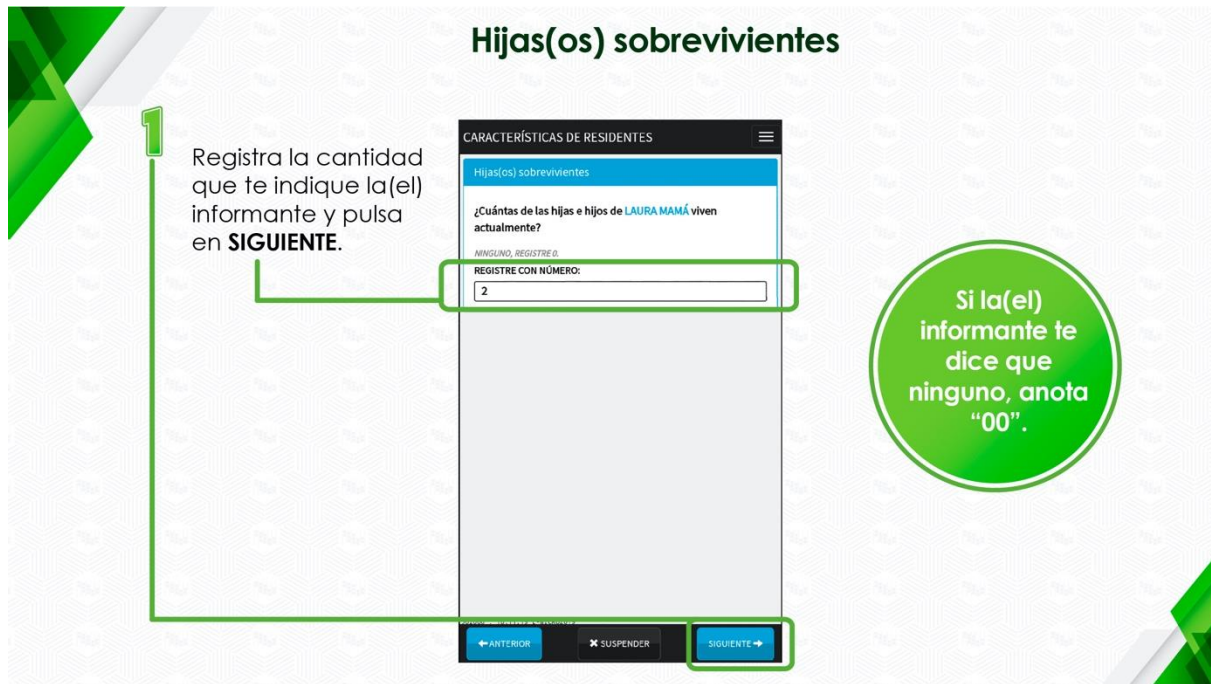 Hijas(os) sobrevivientes
1
Registra la cantidad
que te indique la(el)
informante y pulsa
en SIGUIENTE.
CARACTERÍSTICAS DE RESIDENTES
Hijas(os) sobrevivientes
¿Cuántas de las hijas e hijos de LAURA MAMÁ viven
actualmente?
NINGUNO, REGISTRE 0.
REGISTRE CON NÚMERO:
2
Si la(el)
informante te
dice que
ninguno, anota
“00”.
ANTERIOR
SUSPENDER
SIGUIENTE